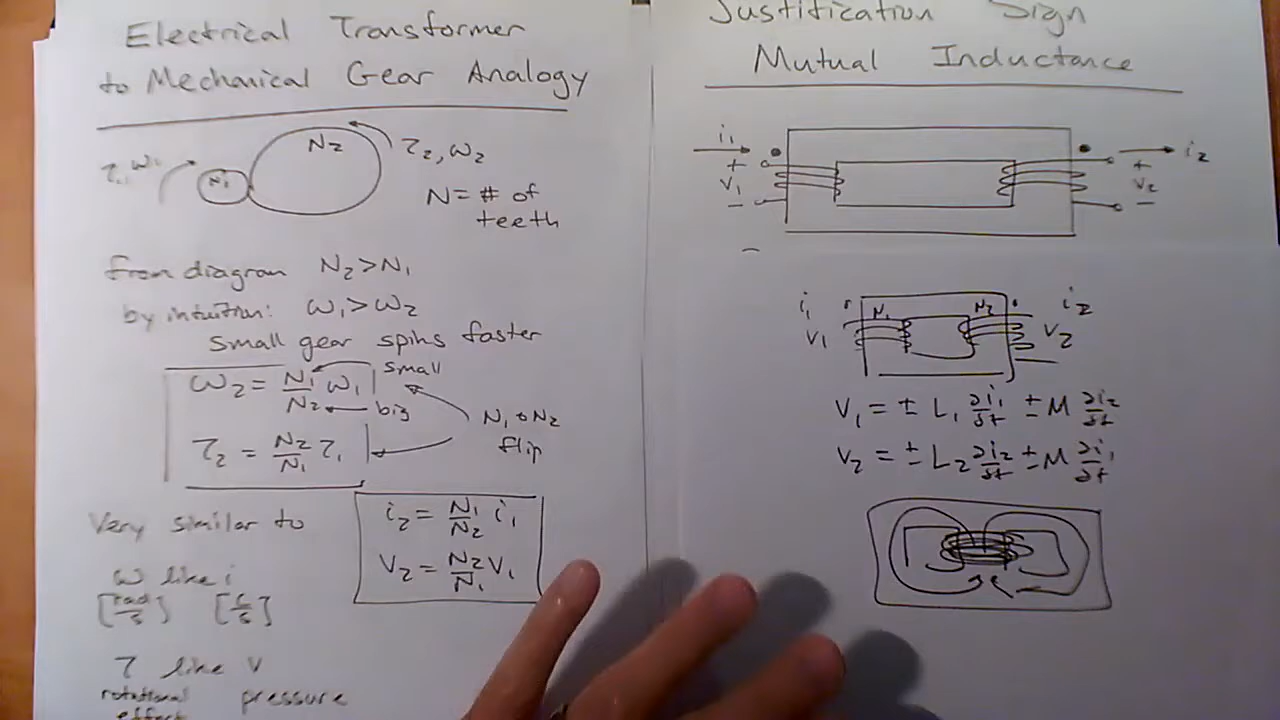 Electrical Transformer
to Mechanical Gear Analogy
τ1, ω1
N1
N2
τ2, ω2
N = # of
teeth
from diagram N2 > N1
by intuition: ω1 > ω2
small gear spins faster
ω2 = N1/N2 ω1
small
big
τ2 = N2/N1 τ1
N1 & N2
flip
Very similar to
i2 = N1/N2 i1
V2 = N2/N1 V1
ω like i
[rad/s] [C/s]
τ like V
rotational pressure
effort
Justification Sign
Mutual Inductance
i1
+
V1
−
i2
+
V2
−
i1
V1
N1
N2
i2
V2
V1 = ± L1 ∂i1/∂t ± M ∂i2/∂t
V2 = ± L2 ∂i2/∂t ± M ∂i1/∂t